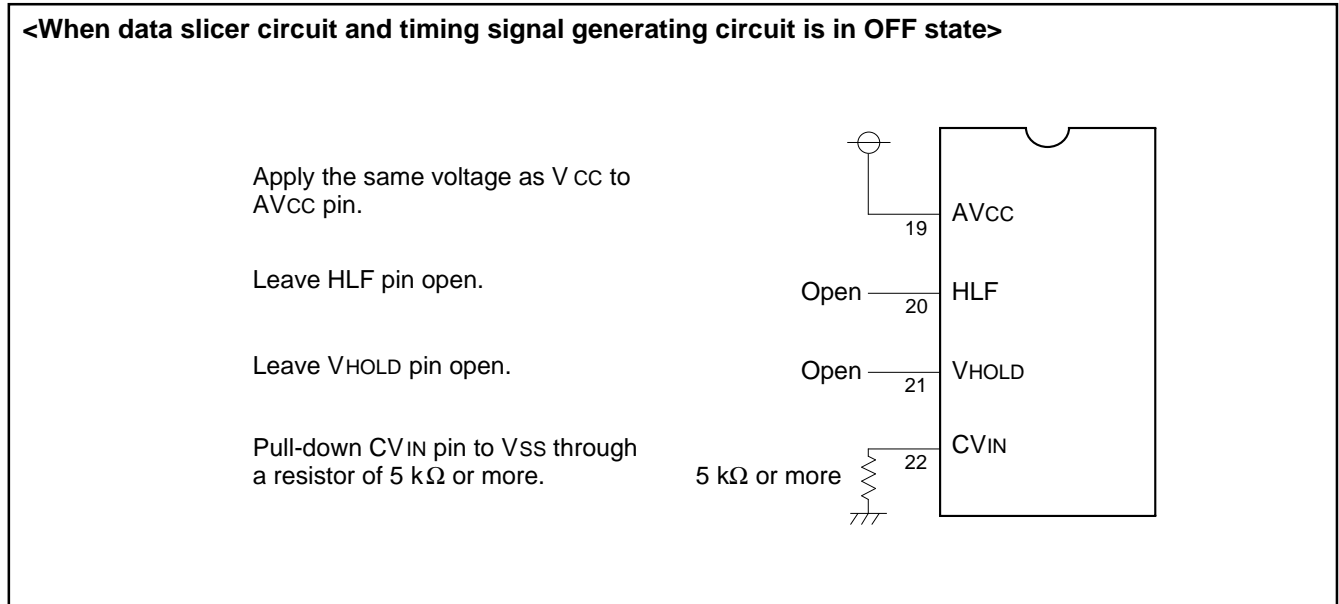 <When data slicer circuit and timing signal generating circuit is in OFF state>
Apply the same voltage as VCC to
AVCC pin.
19
AVCC
Leave HLF pin open.
Open
20
HLF
Leave VHOLD pin open.
Open
21
VHOLD
Pull-down CVIN pin to VSS through
a resistor of 5 kΩ or more.
5 kΩ or more
22
CVIN